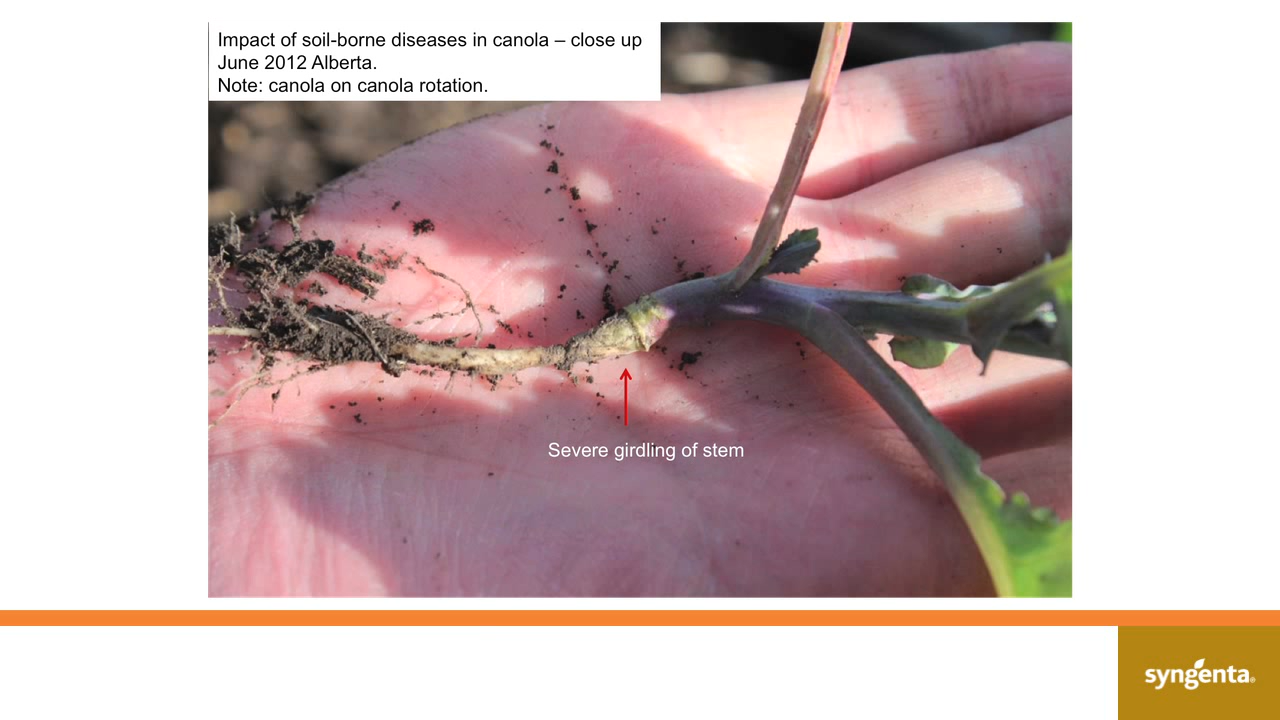 Impact of soil-borne diseases in canola – close up
June 2012 Alberta.
Note: canola on canola rotation.
Severe girdling of stem
syngenta®